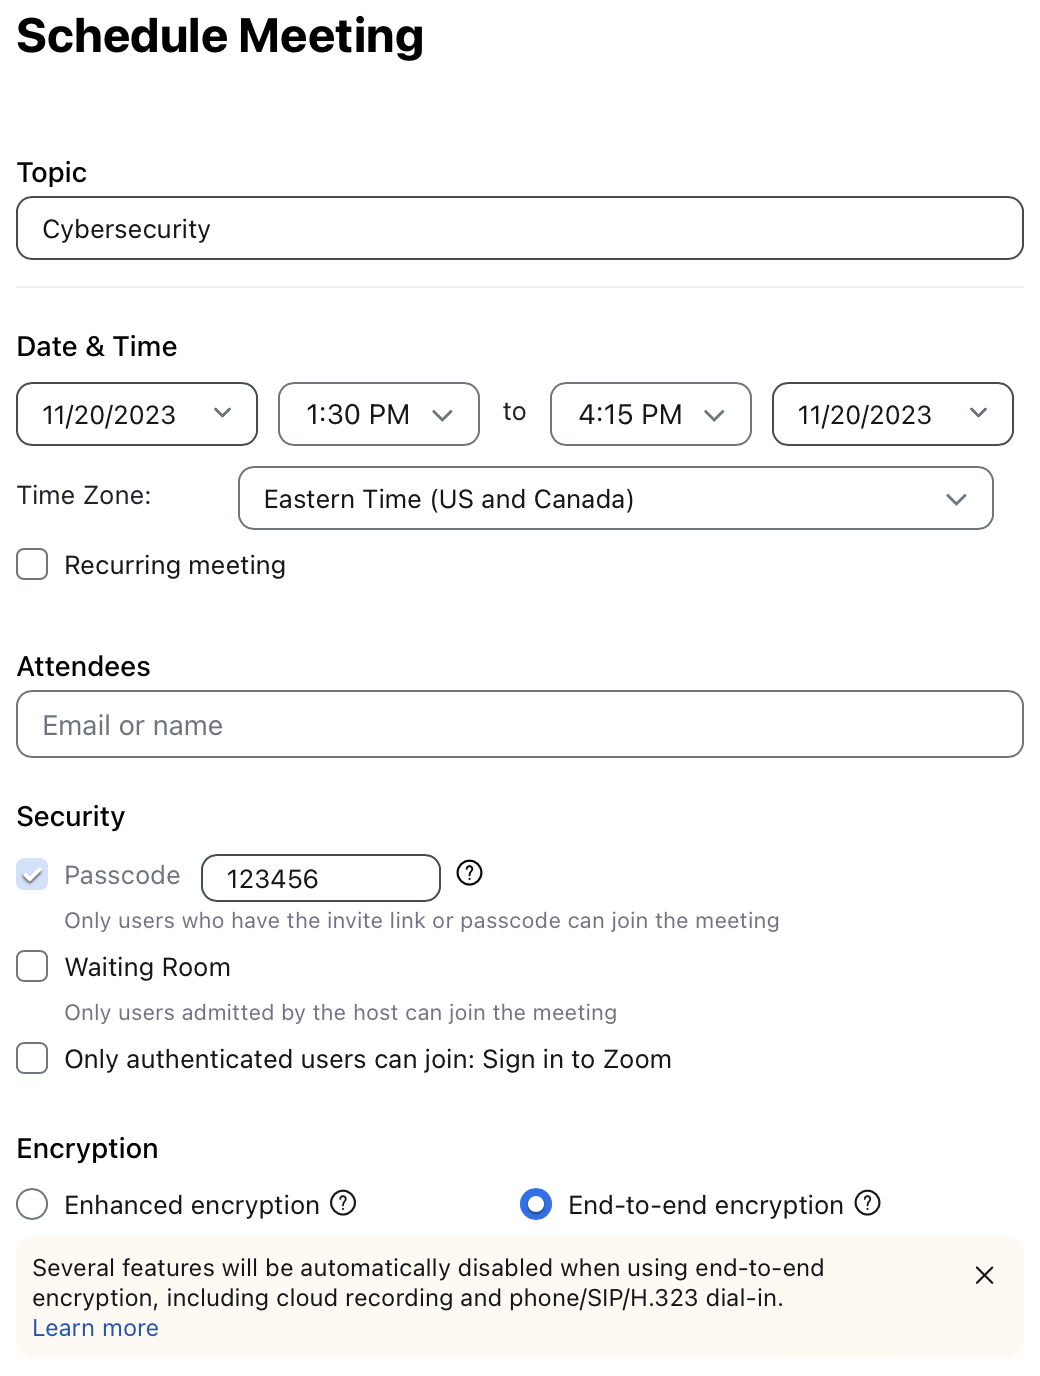 Schedule Meeting
Topic
Cybersecurity
Date & Time
11/20/2023 1:30 PM to 4:15 PM 11/20/2023
Time Zone: Eastern Time (US and Canada)
Recurring meeting
Attendees
Email or name
Security
Passcode 123456 ?
Only users who have the invite link or passcode can join the meeting
Waiting Room
Only users admitted by the host can join the meeting
Only authenticated users can join: Sign in to Zoom
Encryption
Enhanced encryption ? End-to-end encryption ?
Several features will be automatically disabled when using end-to-end
encryption, including cloud recording and phone/SIP/H.323 dial-in.
Learn more